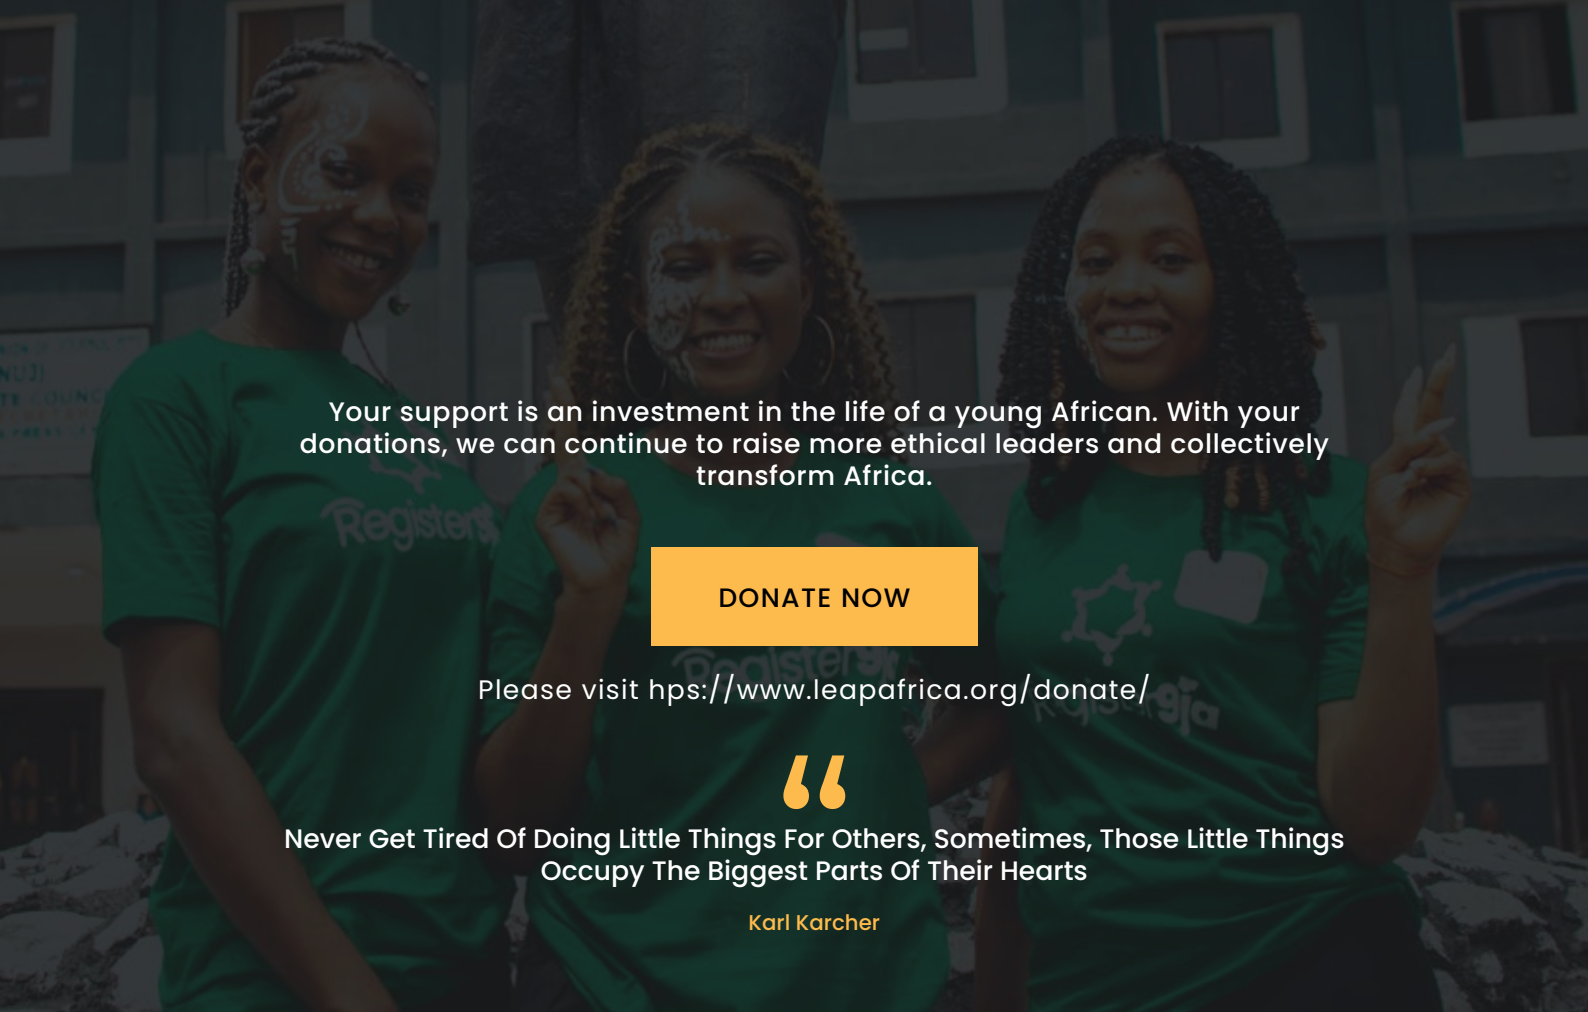 NUJ]
Your support is an investment in the life of a young African. With your
donations, we can continue to raise more ethical leaders and collectively
transform Africa.
DONATE NOW
Please visit hps://www.leapafrica.org/donate/
Never Get Tired Of Doing Little Things For Others, Sometimes, Those Little Things
Occupy The Biggest Parts Of Their Hearts
Karl Karcher